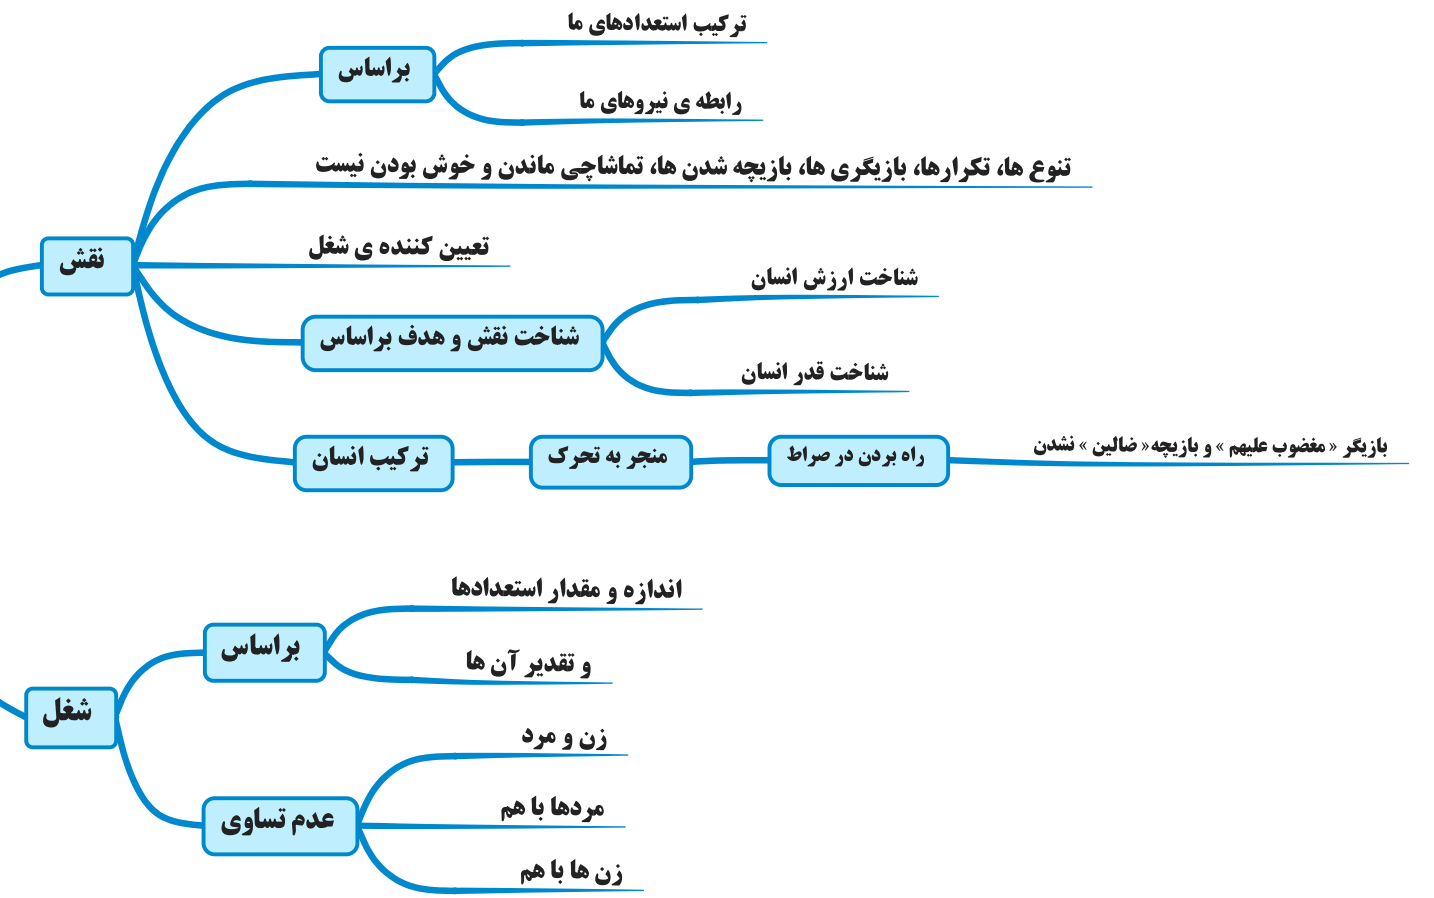 نقش
براساس
ترکیب استعدادهای ما
رابطه ی نیروهای ما
تنوع ها، تکرارها، بازیگری ها، بازیچه شدن ها، تماشاچی ماندن و خوش بودن نیست
تعیین کننده ی شغل
شناخت نقش و هدف براساس
شناخت ارزش انسان
شناخت قدر انسان
ترکیب انسان
منجر به تحرک
راه بردن در صراط
بازیگر « مغضوب علیهم » و بازیچه« ضالین » نشدن
شغل
براساس
اندازه و مقدار استعدادها
و تقدیر آن ها
عدم تساوی
زن و مرد
مردها با هم
زن ها با هم